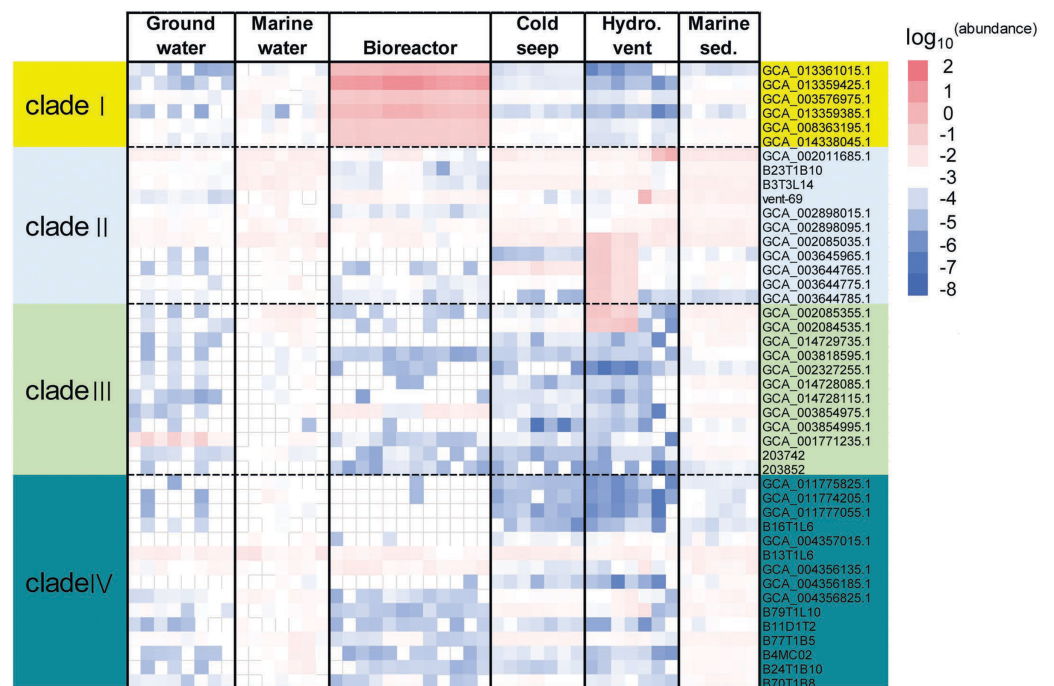 Ground water
Marine water
Bioreactor
Cold seep
Hydro. vent
Marine sed.
log10 (abundance)
2
1
0
-1
-2
-3
-4
-5
-6
-7
-8
clade I
GCA_013361015.1
GCA_013359425.1
GCA_003576975.1
GCA_013359385.1
GCA_008363195.1
GCA_014338045.1
clade II
GCA_002011685.1
B23T1B10
B3T3L14
vent-69
GCA_002898015.1
GCA_002898095.1
GCA_002085035.1
GCA_003645965.1
GCA_003644765.1
GCA_003644775.1
GCA_003644785.1
clade III
GCA_002085355.1
GCA_002084535.1
GCA_014729735.1
GCA_003818595.1
GCA_002327255.1
GCA_014728085.1
GCA_014728115.1
GCA_003854975.1
GCA_003854995.1
GCA_001771235.1
203742
203852
clade IV
GCA_011775825.1
GCA_011774205.1
GCA_011777055.1
B16T1L6
GCA_004357015.1
B13T1L6
GCA_004356135.1
GCA_004356185.1
GCA_004356825.1
B79T1L10
B11D1T2
B77T1B5
B4MC02
B24T1B10
B70T1B8